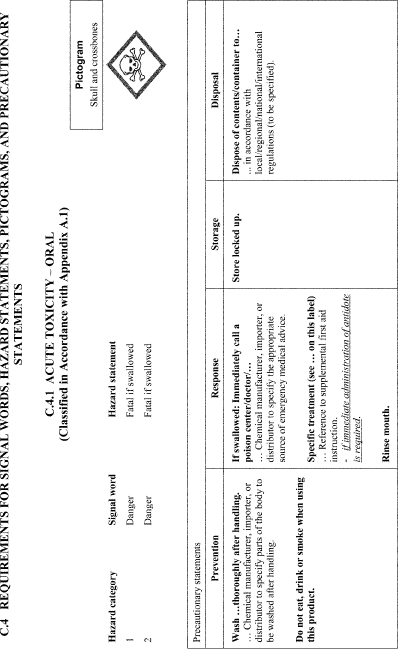 C.4 REQUIREMENTS FOR SIGNAL WORDS, HAZARD STATEMENTS, PICTOGRAMS, AND PRECAUTIONARY
STATEMENTS
C.4.1 ACUTE TOXICITY – ORAL
(Classified in Accordance with Appendix A.1)
Pictogram
Skull and crossbones
Hazard category Signal word Hazard statement
1 Danger Fatal if swallowed
2 Danger Fatal if swallowed
Precautionary statements
Prevention Response Storage Disposal
Wash …thoroughly after handling.
… Chemical manufacturer, importer, or
distributor to specify parts of the body to
be washed after handling.
Do not eat, drink or smoke when using
this product.
If swallowed: Immediately call a
poison center/doctor/…
… Chemical manufacturer, importer, or
distributor to specify the appropriate
source of emergency medical advice.
Specific treatment (see … on this label)
… Reference to supplemental first aid
instruction.
- if immediate administration of antidote
is required.
Rinse mouth.
Store locked up.
Dispose of contents/container to…
... in accordance with
local/regional/national/international
regulations (to be specified).